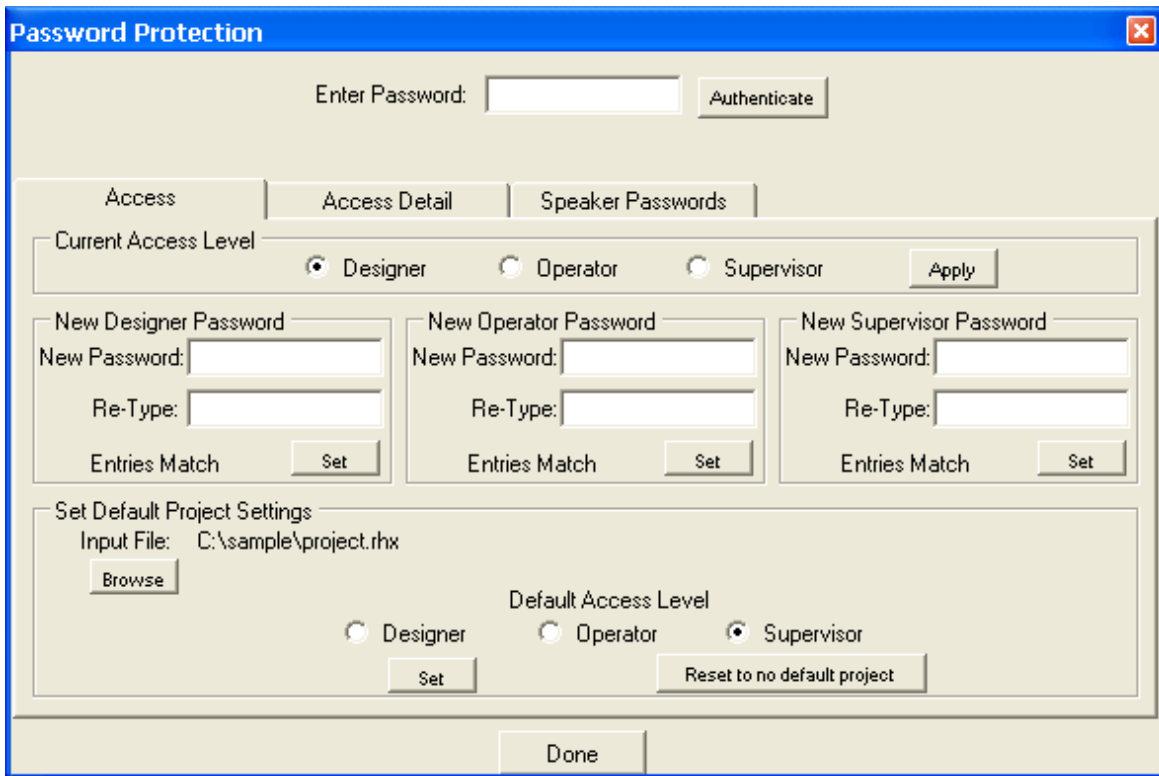 Password Protection
Enter Password: Authenticate
Access Access Detail Speaker Passwords
Current Access Level
Designer Operator Supervisor Apply
New Designer Password New Operator Password New Supervisor Password
New Password: New Password: New Password:
Re-Type: Re-Type: Re-Type:
Entries Match Set Entries Match Set Entries Match Set
Set Default Project Settings
Input File: C:\sample\project.rhx
Browse
Default Access Level
Designer Operator Supervisor
Set Reset to no default project
Done